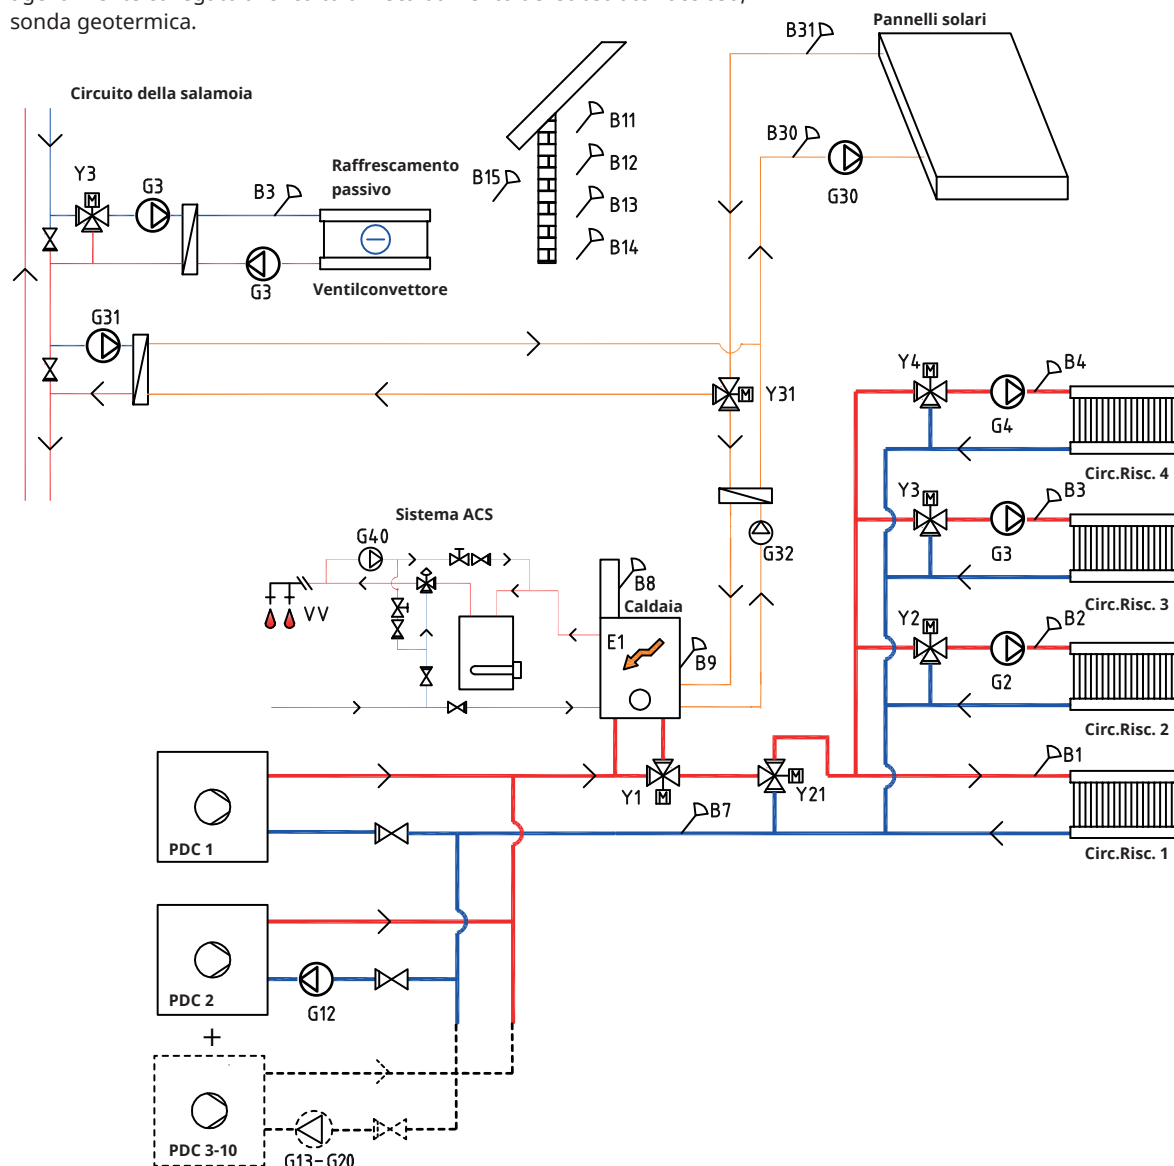 sonda geotermica.
Pannelli solari
B31
Circuito della salamoia
B11
B30
B12
Y3
G3
B3
Raffrescamento
passivo
B15
G30
B13
B14
G3
Ventilconvettore
G31
Y4
B4
Y31
G4
Circ.Risc. 4
Y3
B3
Sistema ACS
G40
G32
G3
B8
Caldaia
Circ.Risc. 3
VV
Y2
B2
E1
B9
G2
Circ.Risc. 2
B1
Y1
Y21
B7
PDC 1
Circ.Risc. 1
PDC 2
G12
+
PDC 3-10
G13-G20
M
M
M
M
M
M
M